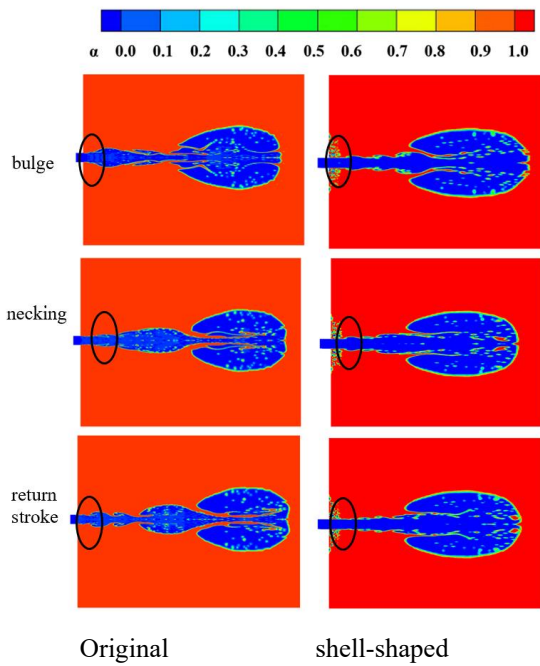 α 0.0 0.1 0.2 0.3 0.4 0.5 0.6 0.7 0.8 0.9 1.0
bulge
necking
return
stroke
Original shell-shaped